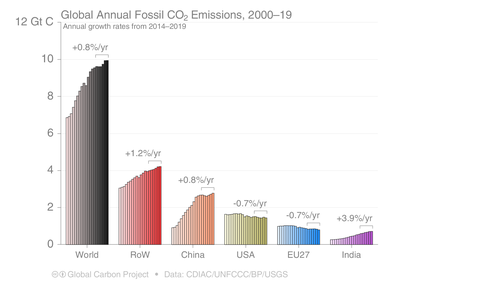 Global Annual Fossil CO₂ Emissions, 2000–19
Annual growth rates from 2014–2019
12 Gt C
10
8
6
4
2
0
+0.8%/yr
+1.2%/yr
+0.8%/yr
-0.7%/yr
-0.7%/yr
+3.9%/yr
World RoW China USA EU27 India
Global Carbon Project • Data: CDIAC/UNFCCC/BP/USGS